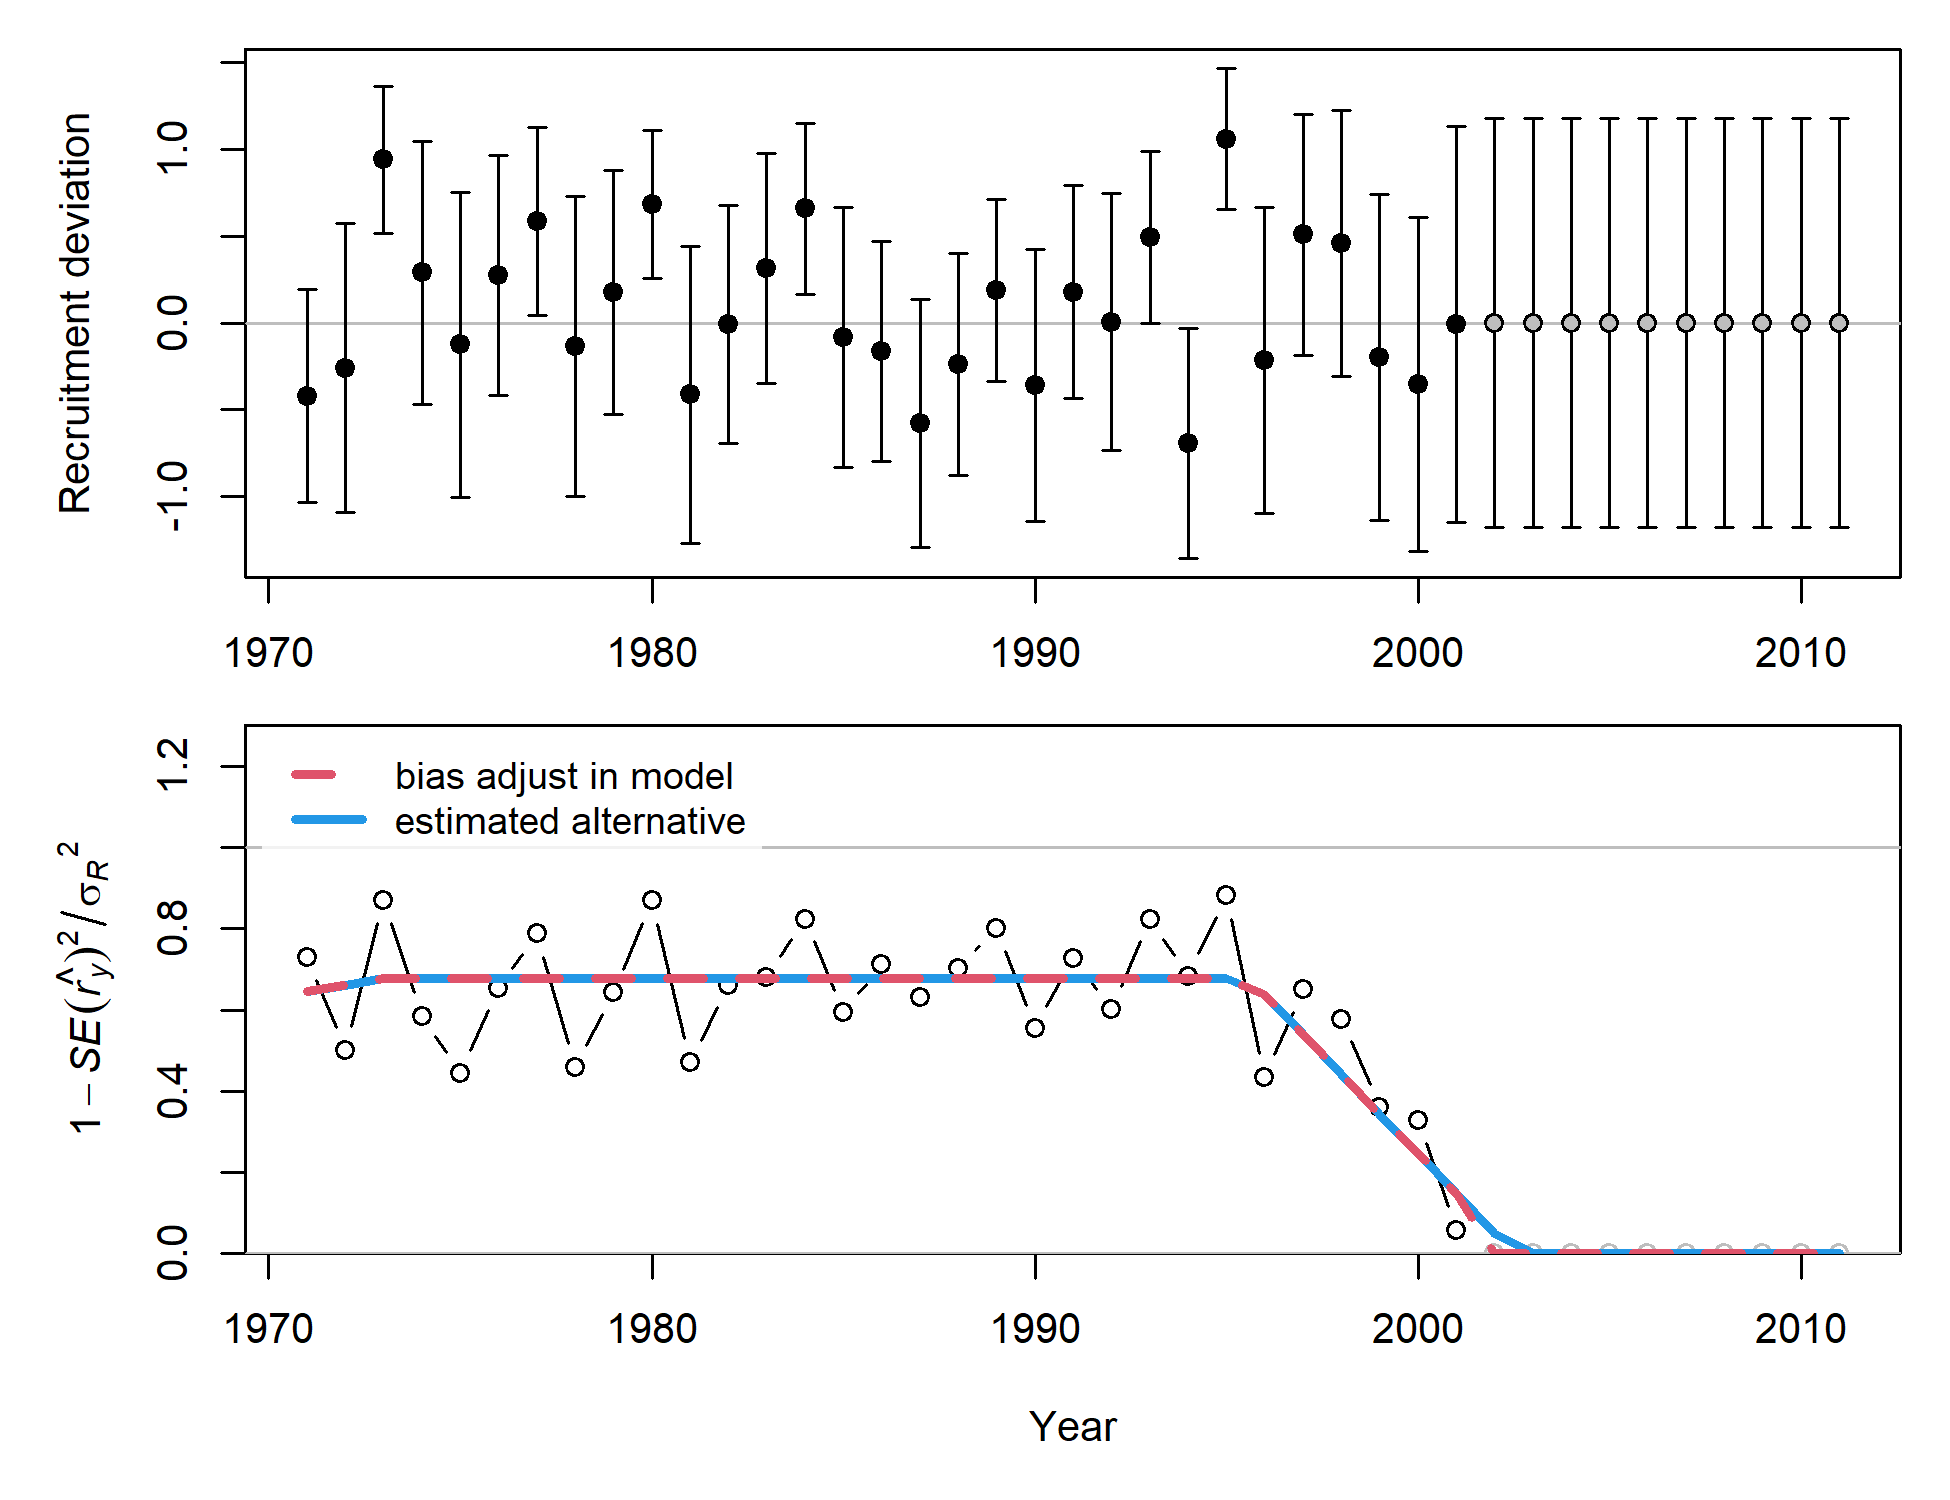 Recruitment deviation
1.0
0.0
-1.0
1970 1980 1990 2000 2010
bias adjust in model
estimated alternative
1 − SE(r̂y)² / σR²
1.2
0.8
0.4
0.0
1970 1980 1990 2000 2010
Year